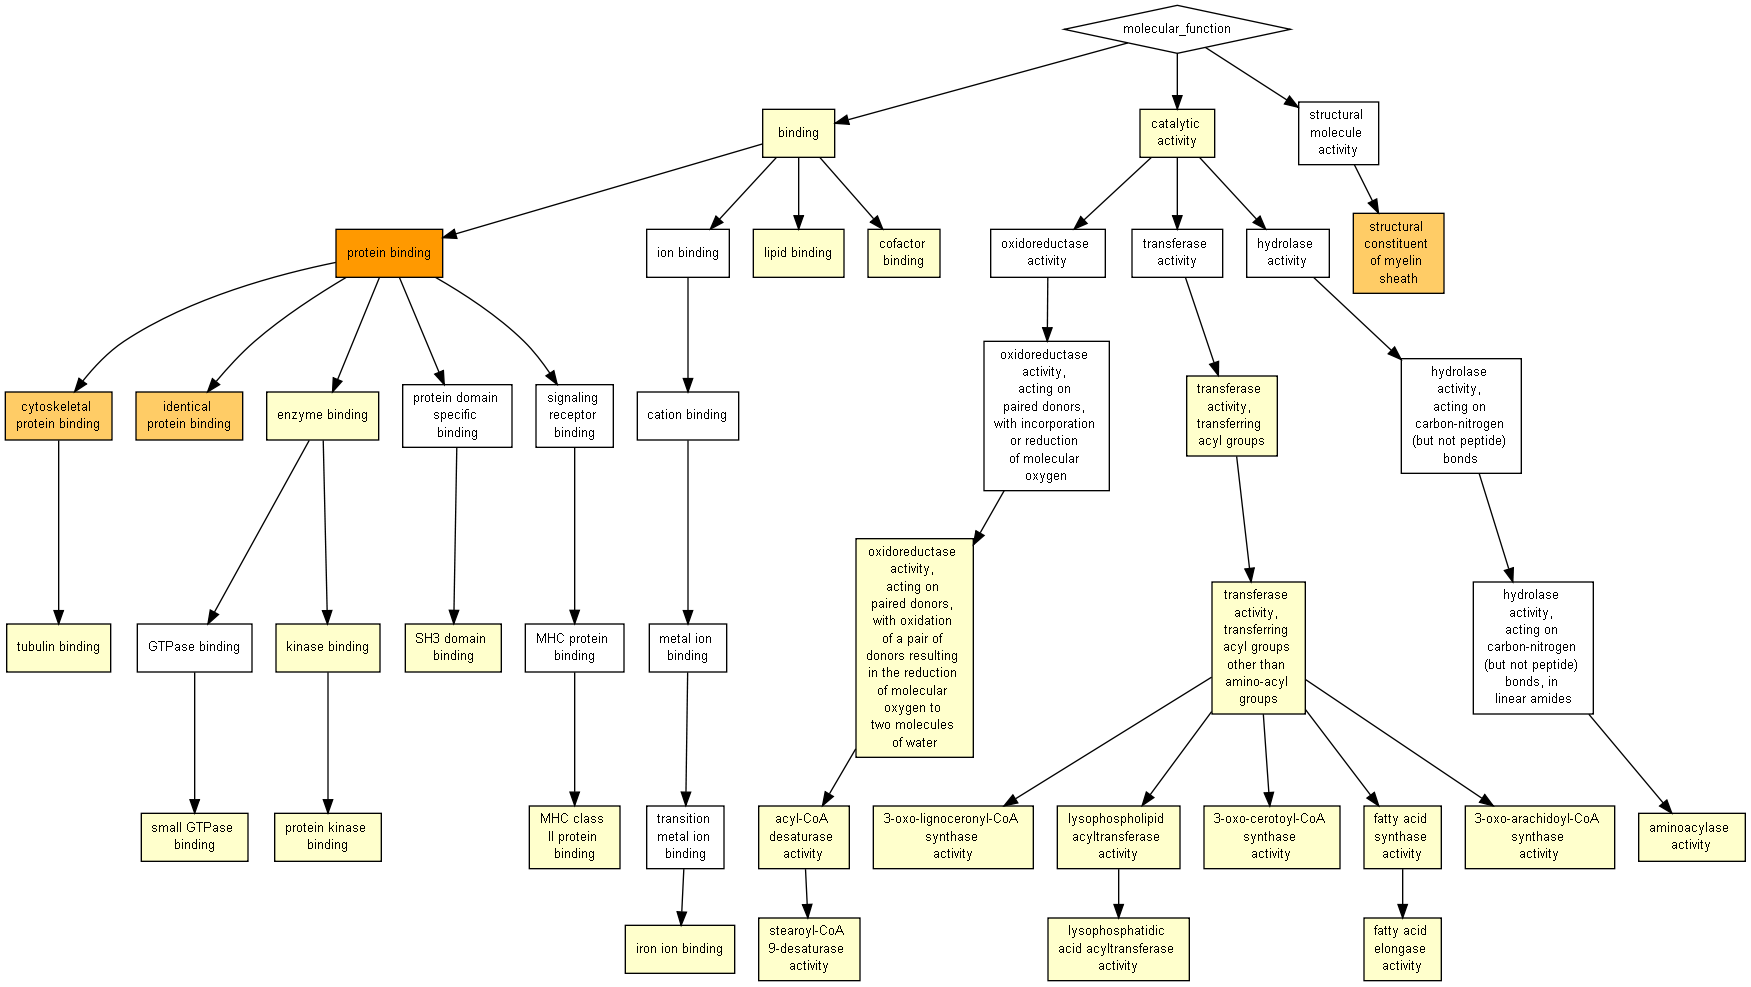 molecular_function
binding
catalytic
activity
structural
molecule
activity
protein binding
ion binding
lipid binding
cofactor
binding
oxidoreductase
activity
transferase
activity
hydrolase
activity
structural
constituent
of myelin
sheath
cytoskeletal
protein binding
identical
protein binding
enzyme binding
protein domain
specific
binding
signaling
receptor
binding
cation binding
oxidoreductase
activity,
acting on
paired donors,
with incorporation
or reduction
of molecular
oxygen
transferase
activity,
transferring
acyl groups
hydrolase
activity,
acting on
carbon-nitrogen
(but not peptide)
bonds
tubulin binding
GTPase binding
kinase binding
SH3 domain
binding
MHC protein
binding
metal ion
binding
oxidoreductase
activity,
acting on
paired donors,
with oxidation
of a pair of
donors resulting
in the reduction
of molecular
oxygen to
two molecules
of water
transferase
activity,
transferring
acyl groups
other than
amino-acyl
groups
hydrolase
activity,
acting on
carbon-nitrogen
(but not peptide)
bonds, in
linear amides
small GTPase
binding
protein kinase
binding
MHC class
II protein
binding
transition
metal ion
binding
acyl-CoA
desaturase
activity
3-oxo-lignoceronyl-CoA
synthase
activity
lysophospholipid
acyltransferase
activity
3-oxo-cerotoyl-CoA
synthase
activity
fatty acid
synthase
activity
3-oxo-arachidoyl-CoA
synthase
activity
aminoacylase
activity
iron ion binding
stearoyl-CoA
9-desaturase
activity
lysophosphatidic
acid acyltransferase
activity
fatty acid
elongase
activity